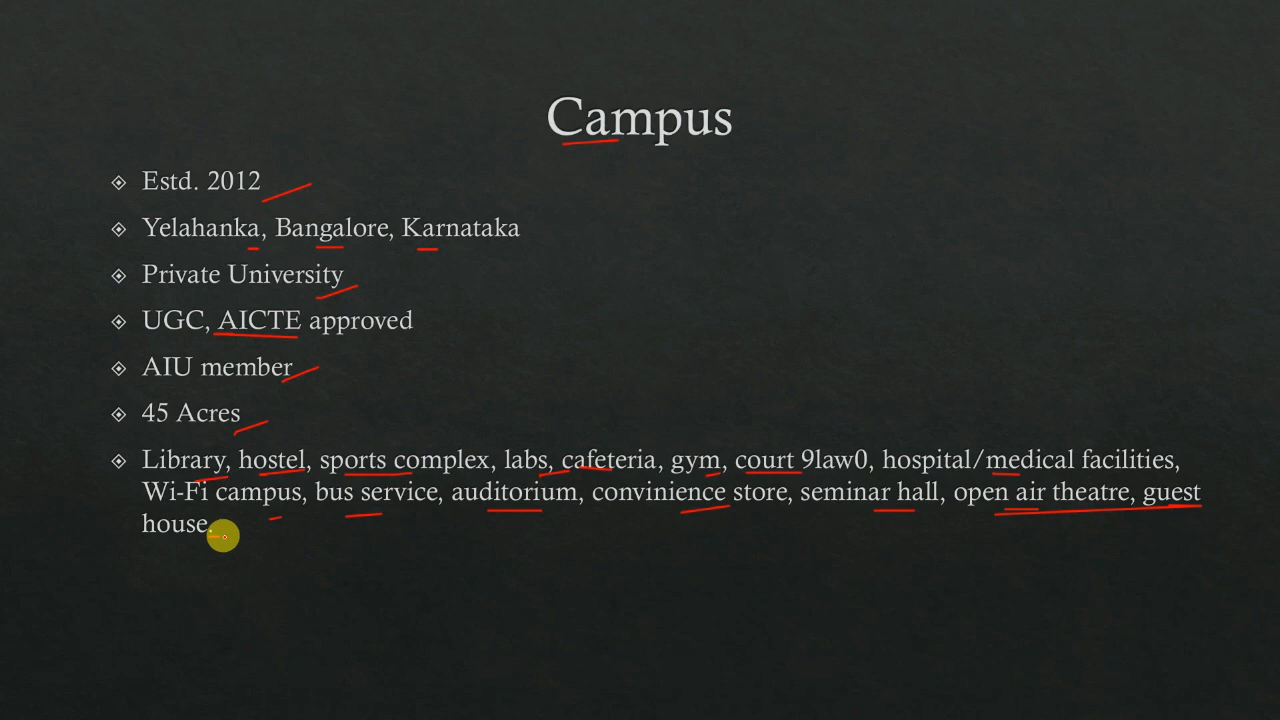 Campus
Estd. 2012
Yelahanka, Bangalore, Karnataka
Private University
UGC, AICTE approved
AIU member
45 Acres
Library, hostel, sports complex, labs, cafeteria, gym, court 9law0, hospital/medical facilities,
Wi-Fi campus, bus service, auditorium, convinience store, seminar hall, open air theatre, guest
house.